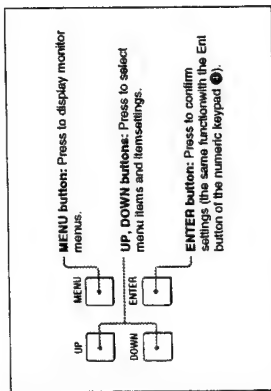 MENU button: Press to display monitor
menus.
UP, DOWN buttons: Press to select
menu items and itemsettings.
ENTER button: Press to confirm
settings (the same functionwith the Ent
button of the numeric keypad ❶).
UP
MENU
DOWN
ENTER